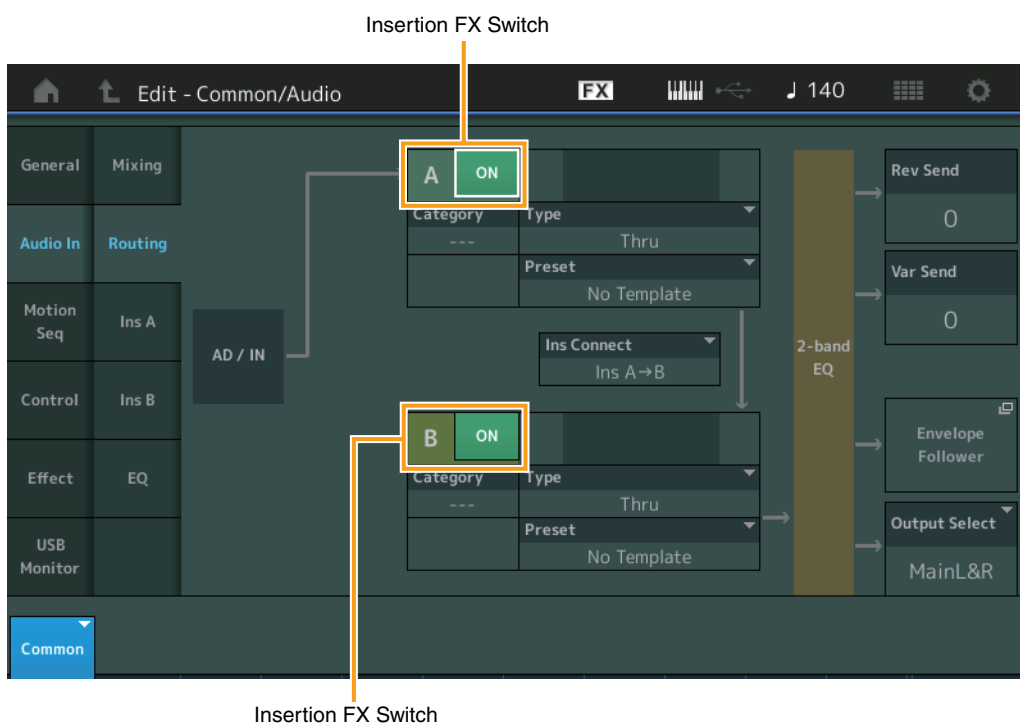 Insertion FX Switch
Edit - Common/Audio
FX
♩ 140
General
Mixing
Audio In
Routing
Motion
Seq
Ins A
Control
Ins B
Effect
EQ
USB
Monitor
Common
AD / IN
A
ON
Category
---
Type
Thru
Preset
No Template
Ins Connect
Ins A→B
B
ON
Category
---
Type
Thru
Preset
No Template
2-band
EQ
Rev Send
0
Var Send
0
Envelope
Follower
Output Select
MainL&R
Insertion FX Switch